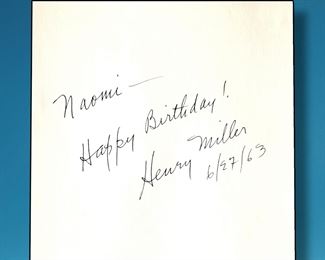 Naomi—
Happy Birthday!
Henry Miller
6/27/63